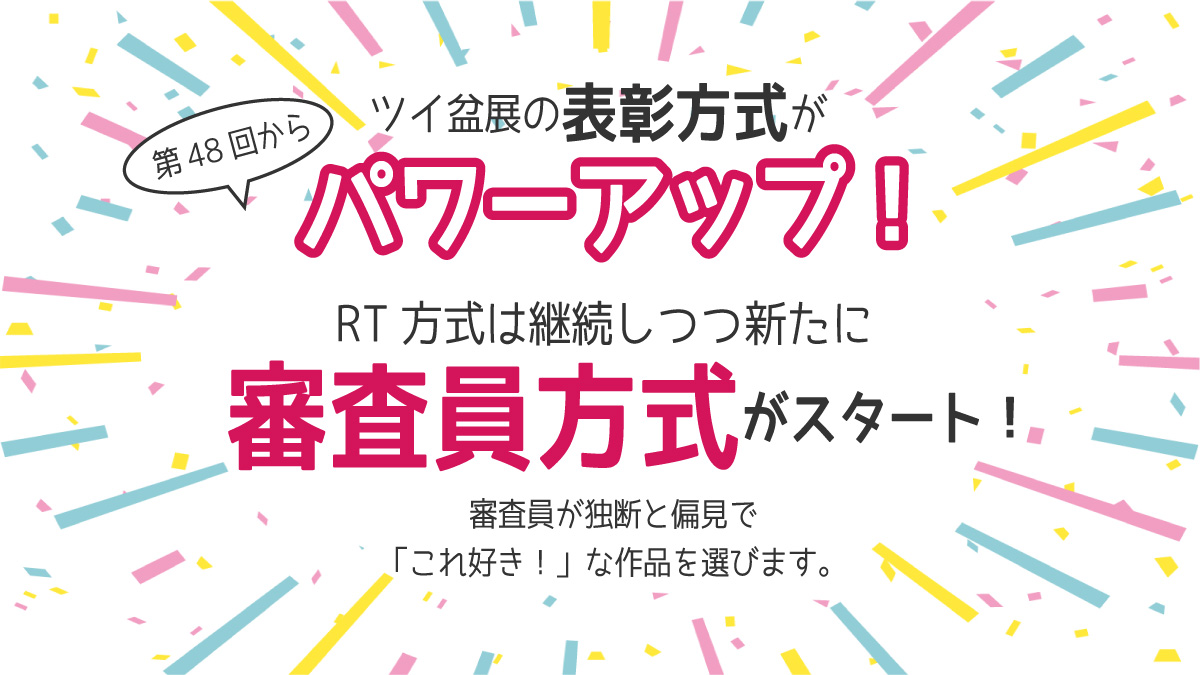 第48回から
ツイ盆展の表彰方式が
パワーアップ！
RT方式は継続しつつ新たに
審査員方式がスタート！
審査員が独断と偏見で
「これ好き！」な作品を選びます。